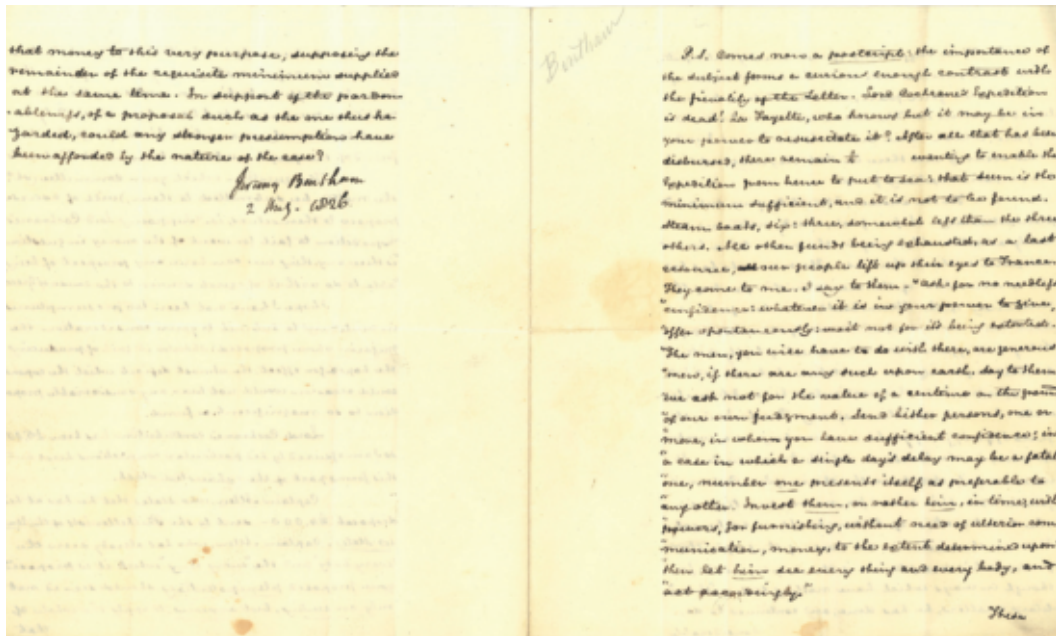 that money to this very purpose, supposing the
remainder of the requisite minimum supplied
at the same time. In support of the pardon-
-ableness, of a proposal such as the one thus ha-
zarded, could any stronger presumption have
been afforded by the nature of the case?
Jeremy Bentham
2 Aug. 1826.
Bentham
P.S. Comes now a postscript: the importance of
the subject forms a curious enough contrast with
the frivolity of the Letter. Lord Cochrane's Expedition
is dead! La Fayette, who knows but it may be in
your power to resuscitate it? After all that has been
disbursed, there remain £ wanting to enable the
Expedition from hence to put to sea: that sum is the
minimum sufficient, and it is not to be found.
Steam boats, six: three, somewhat less than the three
others. All other funds being exhausted, as a last
resource, our people lift up their eyes to France.
They come to me. I say to them. "Ask for no needless
"confidence: whatever it is in your power to give,
"offer spontaneously: wait not for its being extorted.
"The men, you will have to do with there, are generous
"men, if there are any such upon earth. Say to them
"we ask not for the value of a centime on the ground
"of our own judgment. Send hither persons, one or
"more, in whom you have sufficient confidence; in
"a case in which a single day's delay may be a fatal
"one, number one presents itself as preferable to
"any other. Invest them, or rather him, in time, with
"powers, for furnishing, without need of ulterior com-
"munication, money, to the extent determined upon
"then let him see every thing and every body, and
"act accordingly."
These